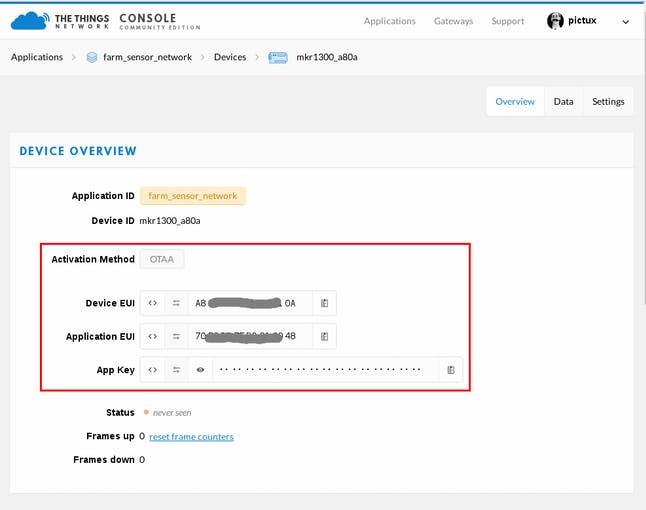 THE THINGS NETWORK CONSOLE COMMUNITY EDITION
Applications Gateways Support pictux
Applications > farm_sensor_network > Devices > mkr1300_a80a
Overview Data Settings
DEVICE OVERVIEW
Application ID farm_sensor_network
Device ID mkr1300_a80a
Activation Method OTAA
Device EUI <> A8 0A
Application EUI <> 70 48
App Key <>
Status never seen
Frames up 0 reset frame counters
Frames down 0